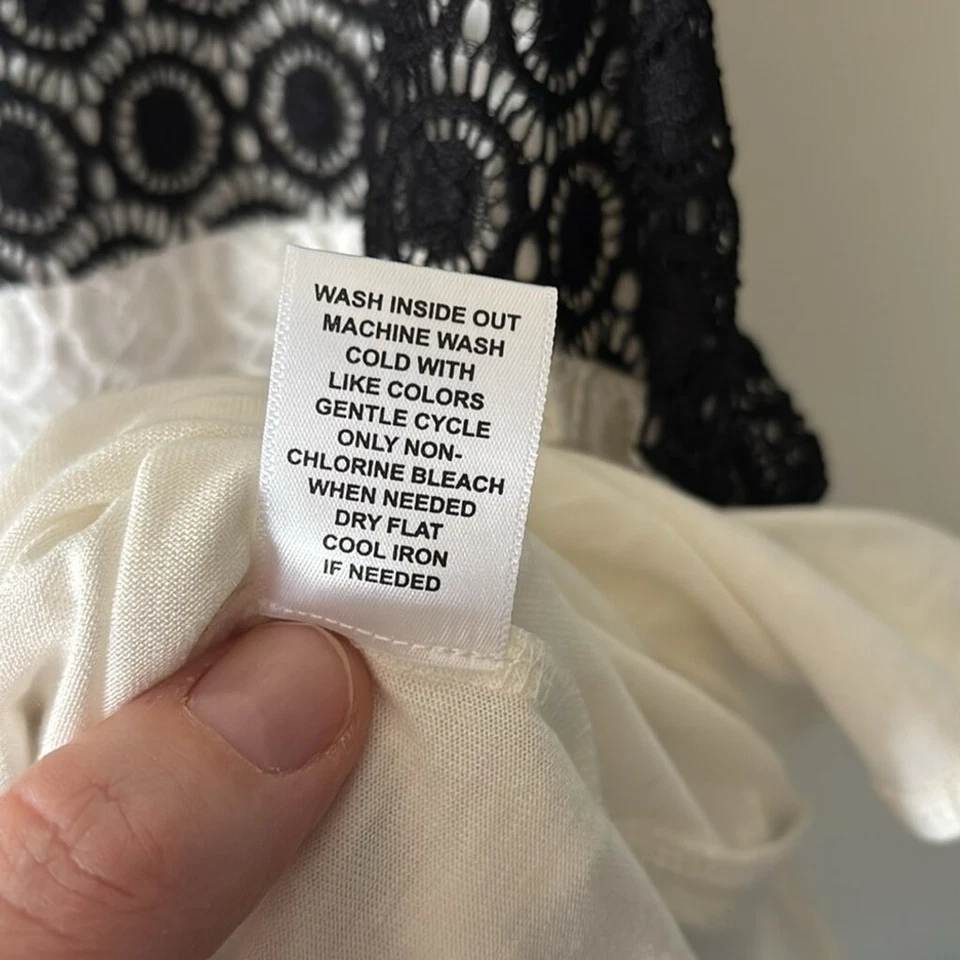 WASH INSIDE OUT
MACHINE WASH
COLD WITH
LIKE COLORS
GENTLE CYCLE
ONLY NON-
CHLORINE BLEACH
WHEN NEEDED
DRY FLAT
COOL IRON
IF NEEDED